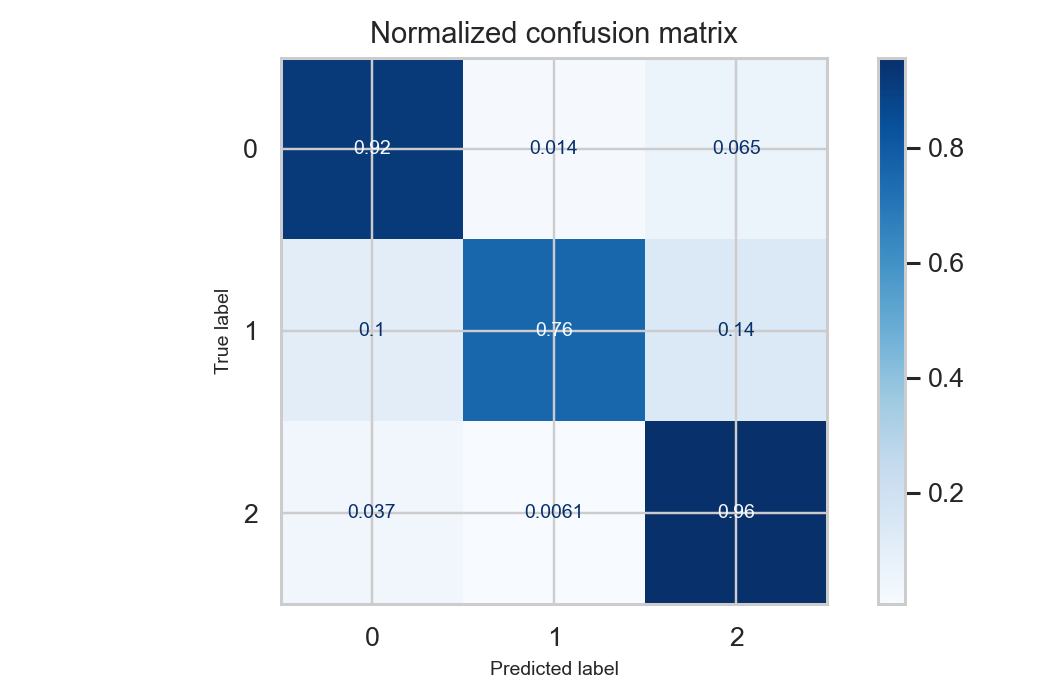 Normalized confusion matrix
0 0.92 0.014 0.065
1 0.1 0.76 0.14
2 0.037 0.0061 0.96
0 1 2
True label
Predicted label
0.8
0.6
0.4
0.2